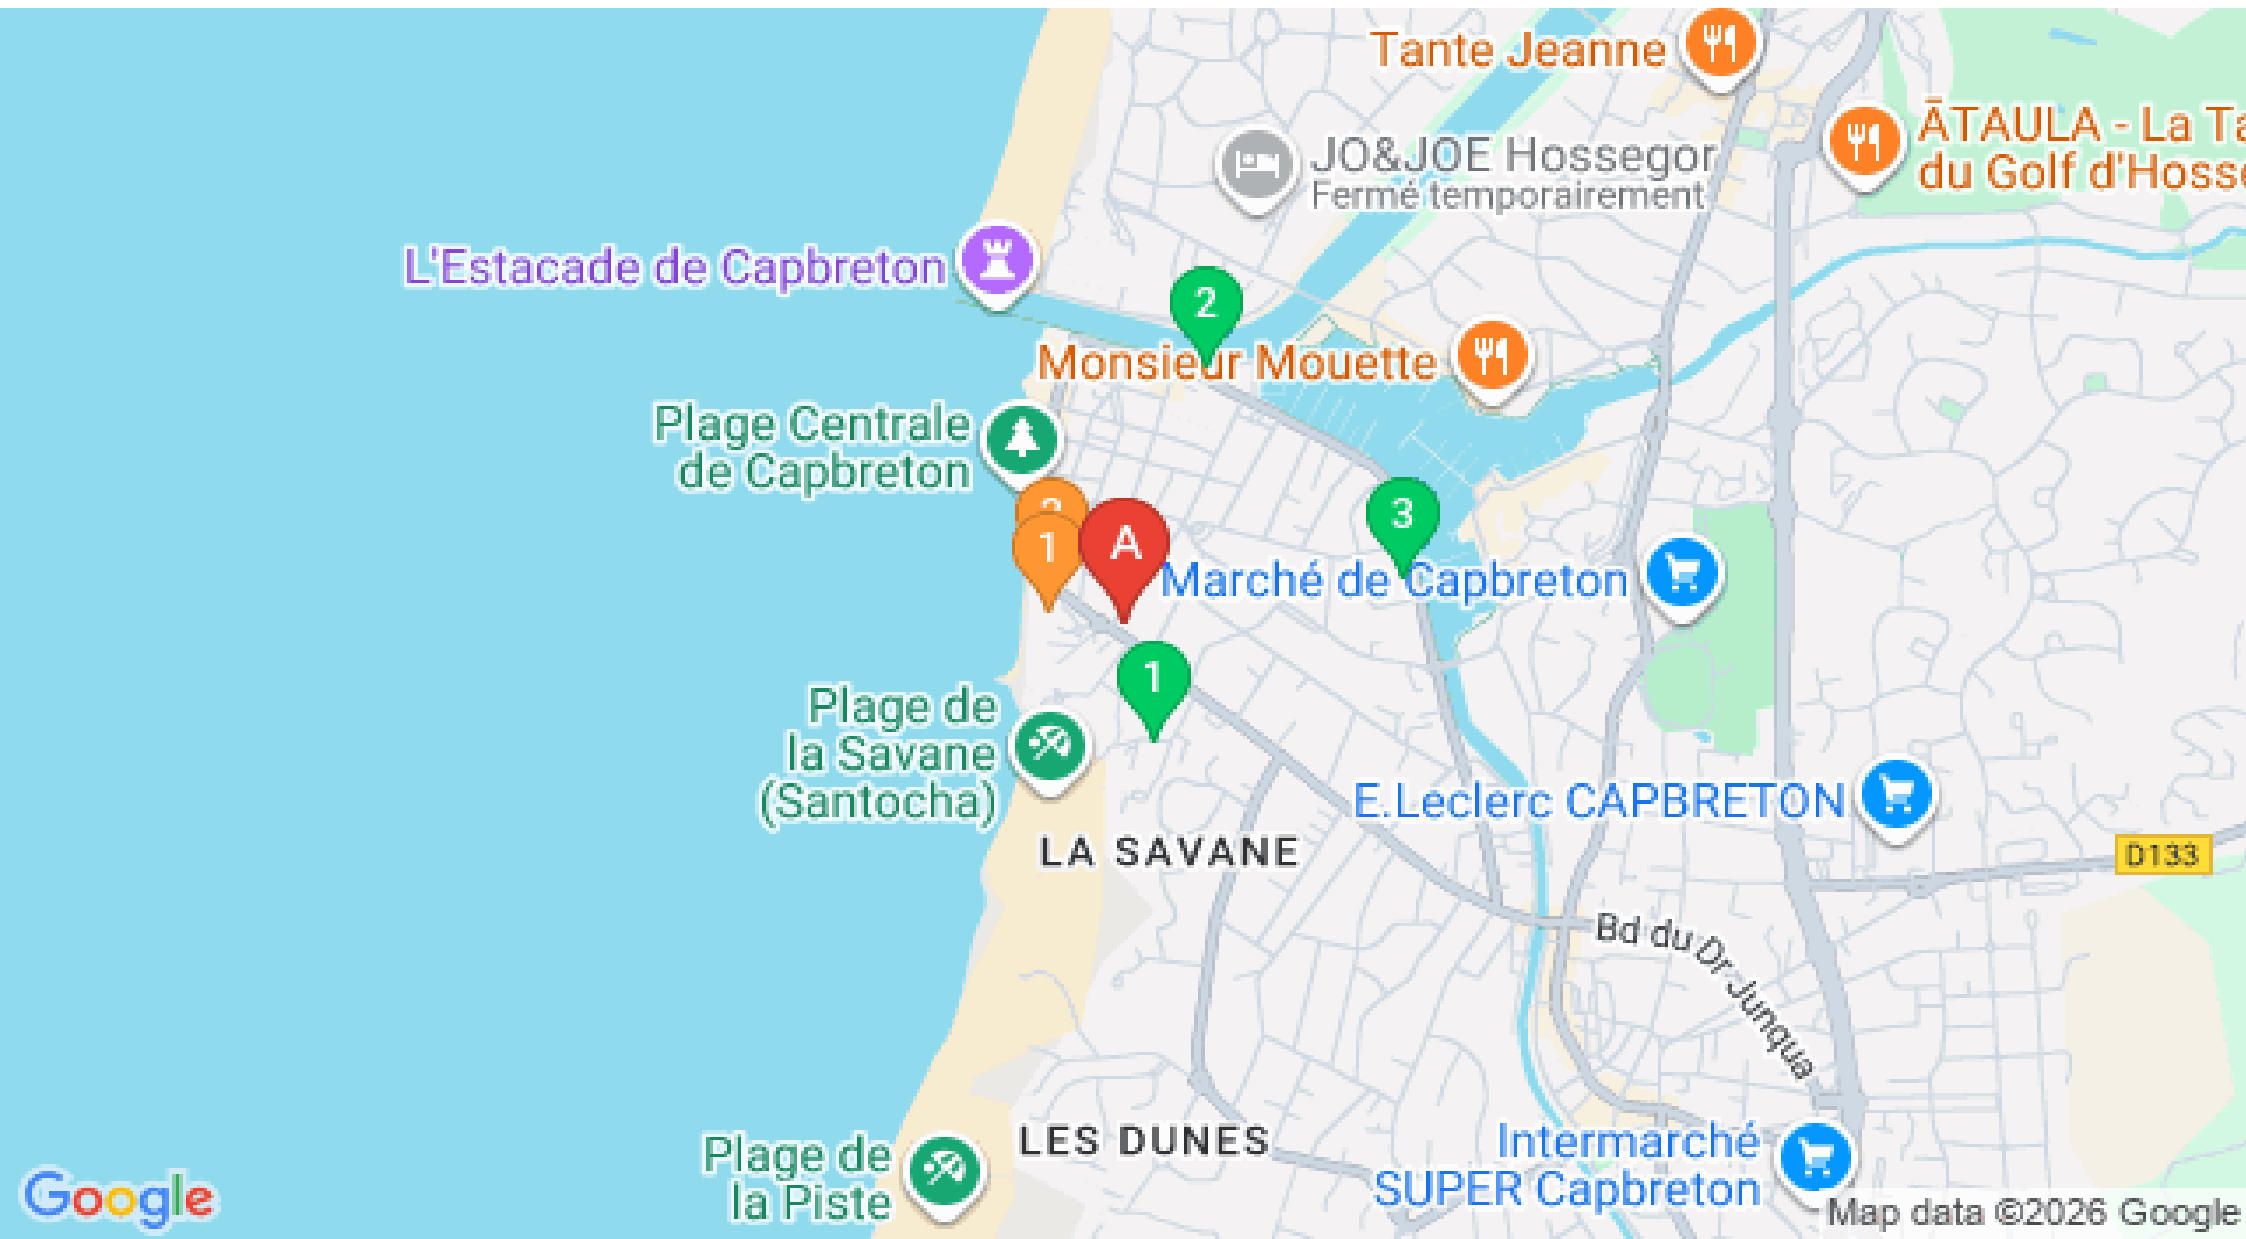 Tante Jeanne
ĀTAULA - La Ta
du Golf d'Hosse
JO&JOE Hossegor
Fermé temporairement
L'Estacade de Capbreton
2
Monsieur Mouette
Plage Centrale
de Capbreton
3
1
A
Marché de Capbreton
1
Plage de
la Savane
(Santocha)
E.Leclerc CAPBRETON
LA SAVANE
D133
Bd du Dr Junqua
Plage de
la Piste
LES DUNES
Intermarché
SUPER Capbreton
Google
Map data ©2026 Google